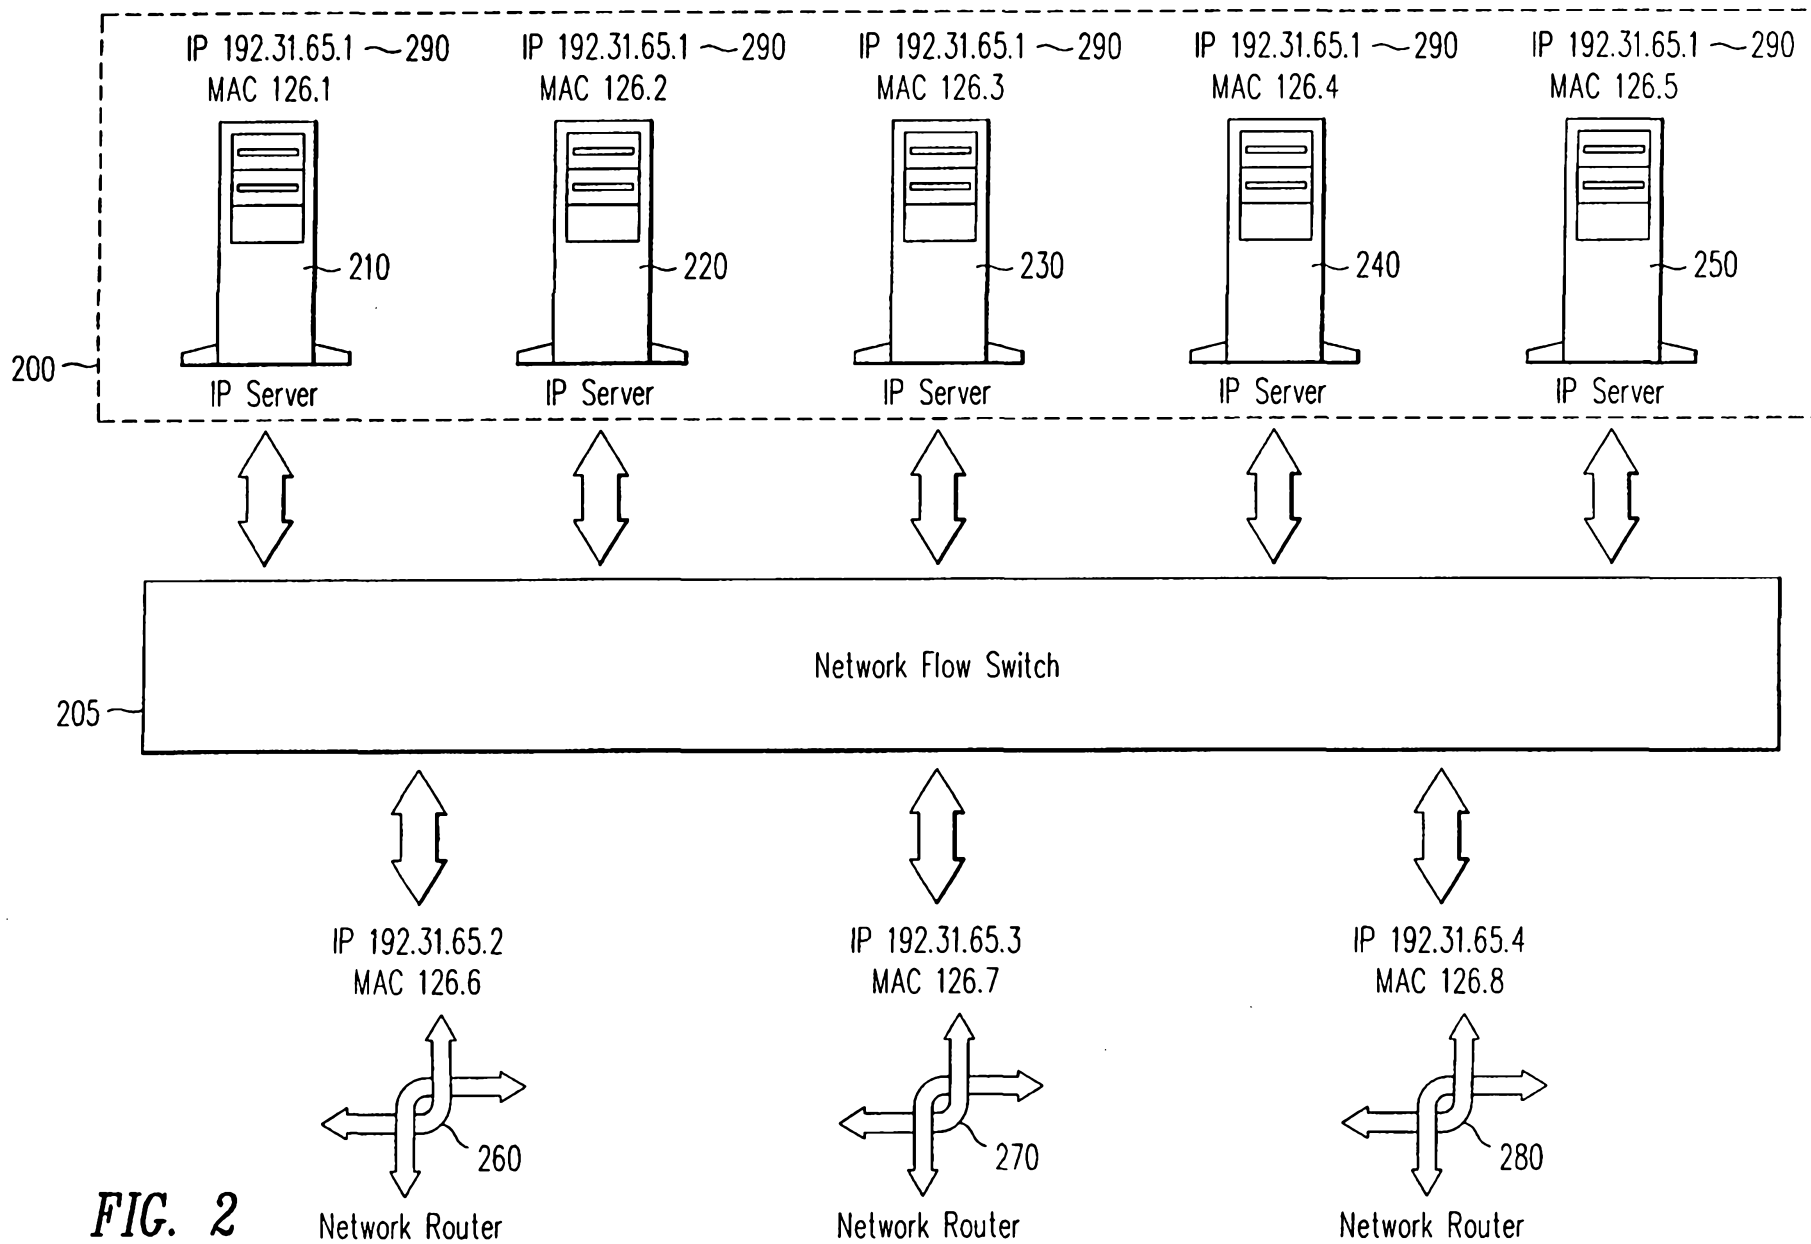 IP 192.31.65.1 290 IP 192.31.65.1 290 IP 192.31.65.1 290 IP 192.31.65.1 290 IP 192.31.65.1 290
MAC 126.1 MAC 126.2 MAC 126.3 MAC 126.4 MAC 126.5
210 220 230 240 250
200
IP Server IP Server IP Server IP Server IP Server
Network Flow Switch
205
IP 192.31.65.2 IP 192.31.65.3 IP 192.31.65.4
MAC 126.6 MAC 126.7 MAC 126.8
260 270 280
FIG. 2 Network Router Network Router Network Router